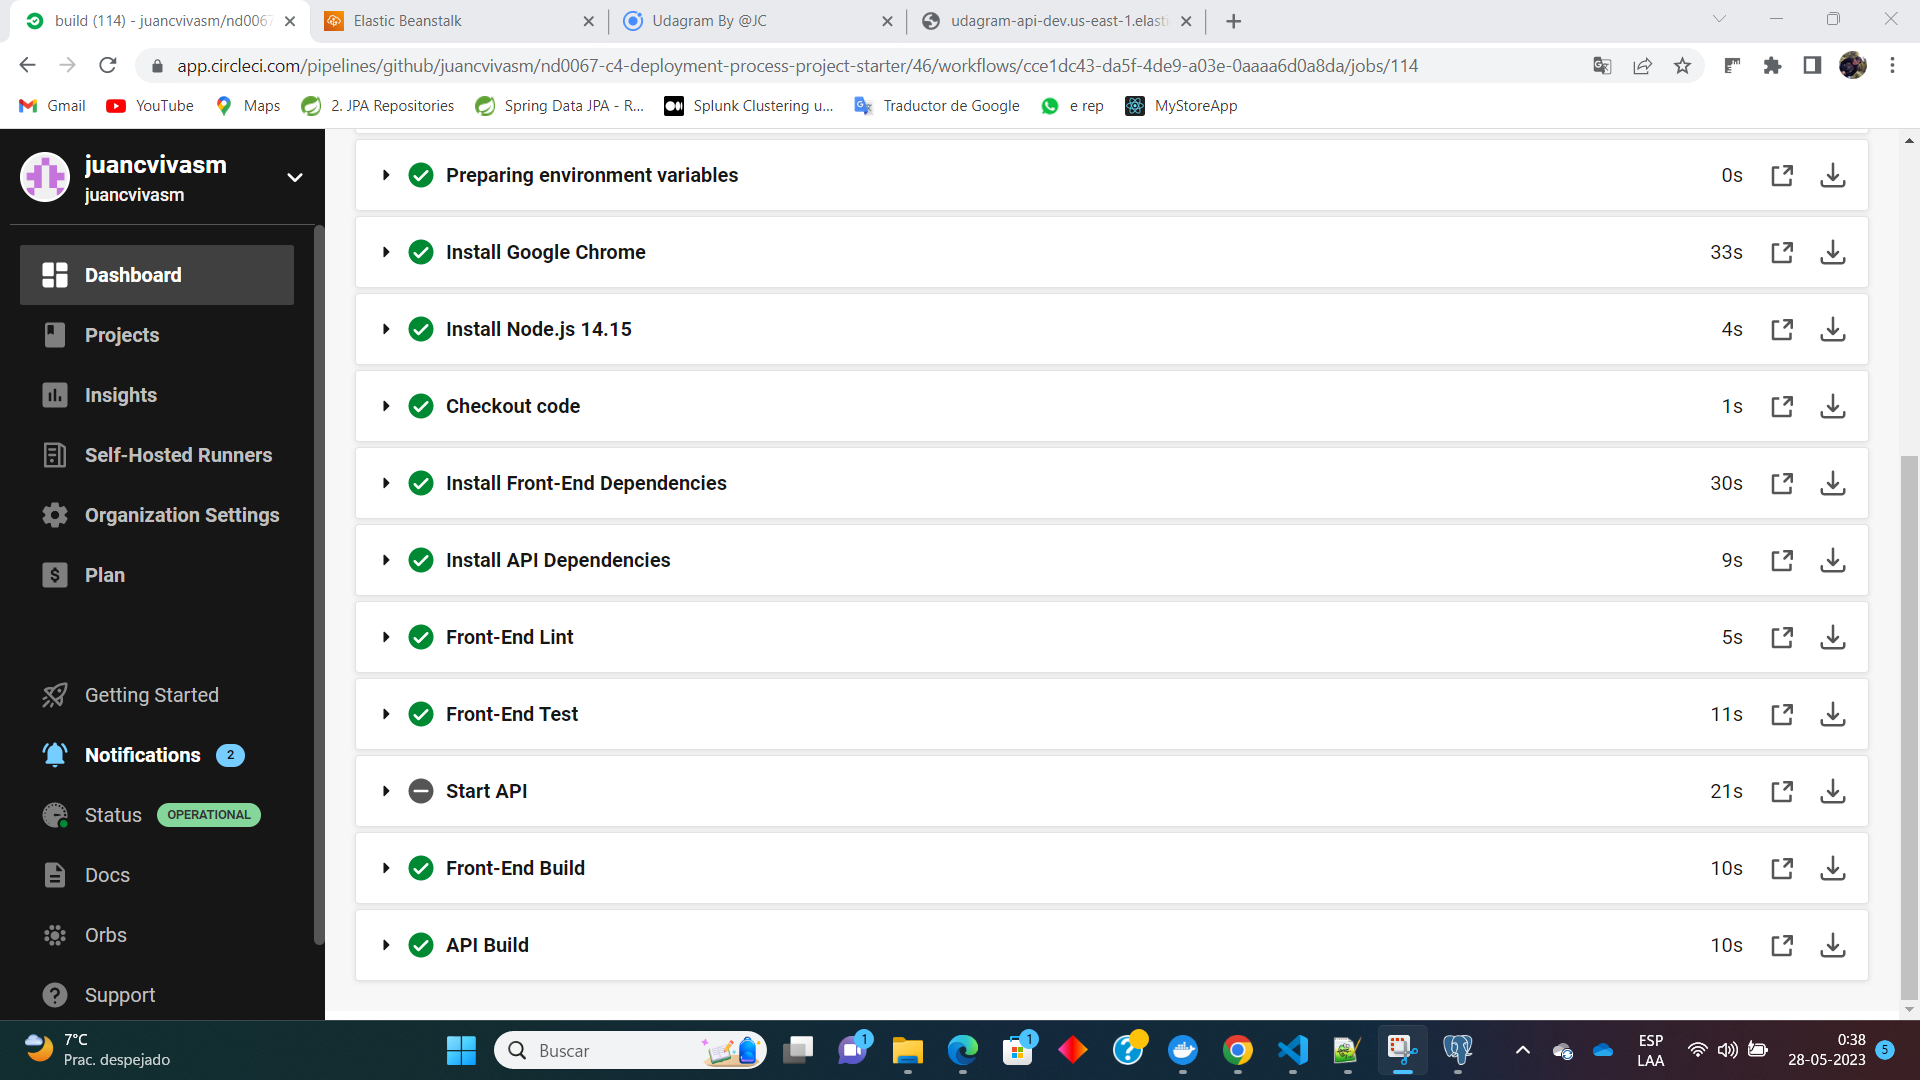 build (114) - juancvivasm/nd0067
Elastic Beanstalk
Udagram By @JC
udagram-api-dev.us-east-1.elasti
app.circleci.com/pipelines/github/juancvivasm/nd0067-c4-deployment-process-project-starter/46/workflows/cce1dc43-da5f-4de9-a03e-0aaaa6d0a8da/jobs/114
Gmail
YouTube
Maps
2. JPA Repositories
Spring Data JPA - R...
Splunk Clustering u...
Traductor de Google
e rep
MyStoreApp
juancvivasm
juancvivasm
Dashboard
Projects
Insights
Self-Hosted Runners
Organization Settings
Plan
Getting Started
Notifications 2
Status OPERATIONAL
Docs
Orbs
Support
Preparing environment variables 0s
Install Google Chrome 33s
Install Node.js 14.15 4s
Checkout code 1s
Install Front-End Dependencies 30s
Install API Dependencies 9s
Front-End Lint 5s
Front-End Test 11s
Start API 21s
Front-End Build 10s
API Build 10s
7°C
Prac. despejado
Buscar
1
1
ESP
LAA
0:38
28-05-2023
5